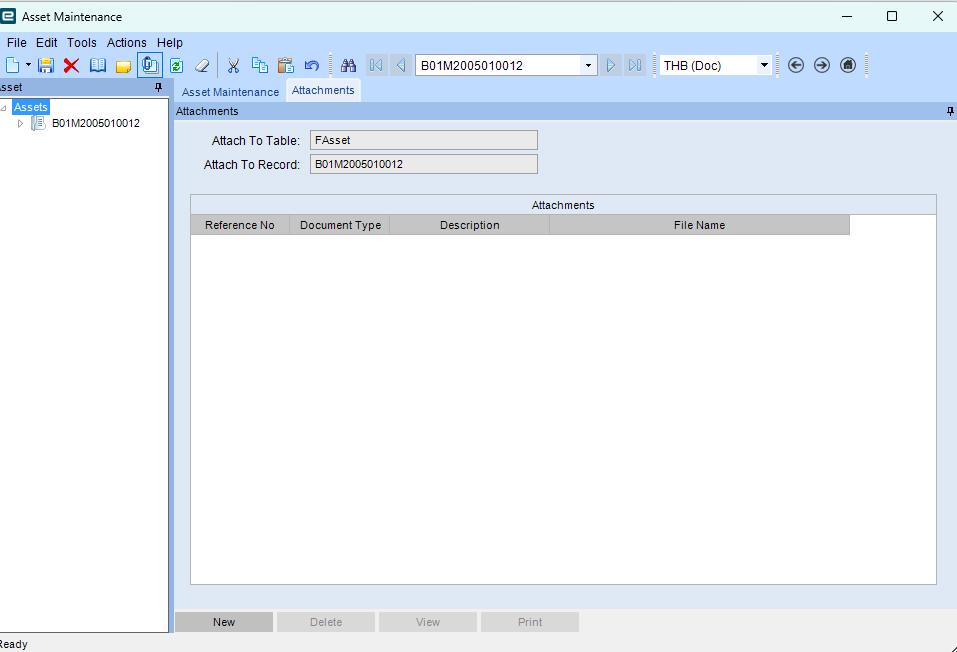 Asset Maintenance
File Edit Tools Actions Help
B01M2005010012 THB (Doc)
sset
Assets
B01M2005010012
Asset Maintenance Attachments
Attachments
Attach To Table: FAsset
Attach To Record: B01M2005010012
Attachments
Reference No Document Type Description File Name
New Delete View Print
Ready